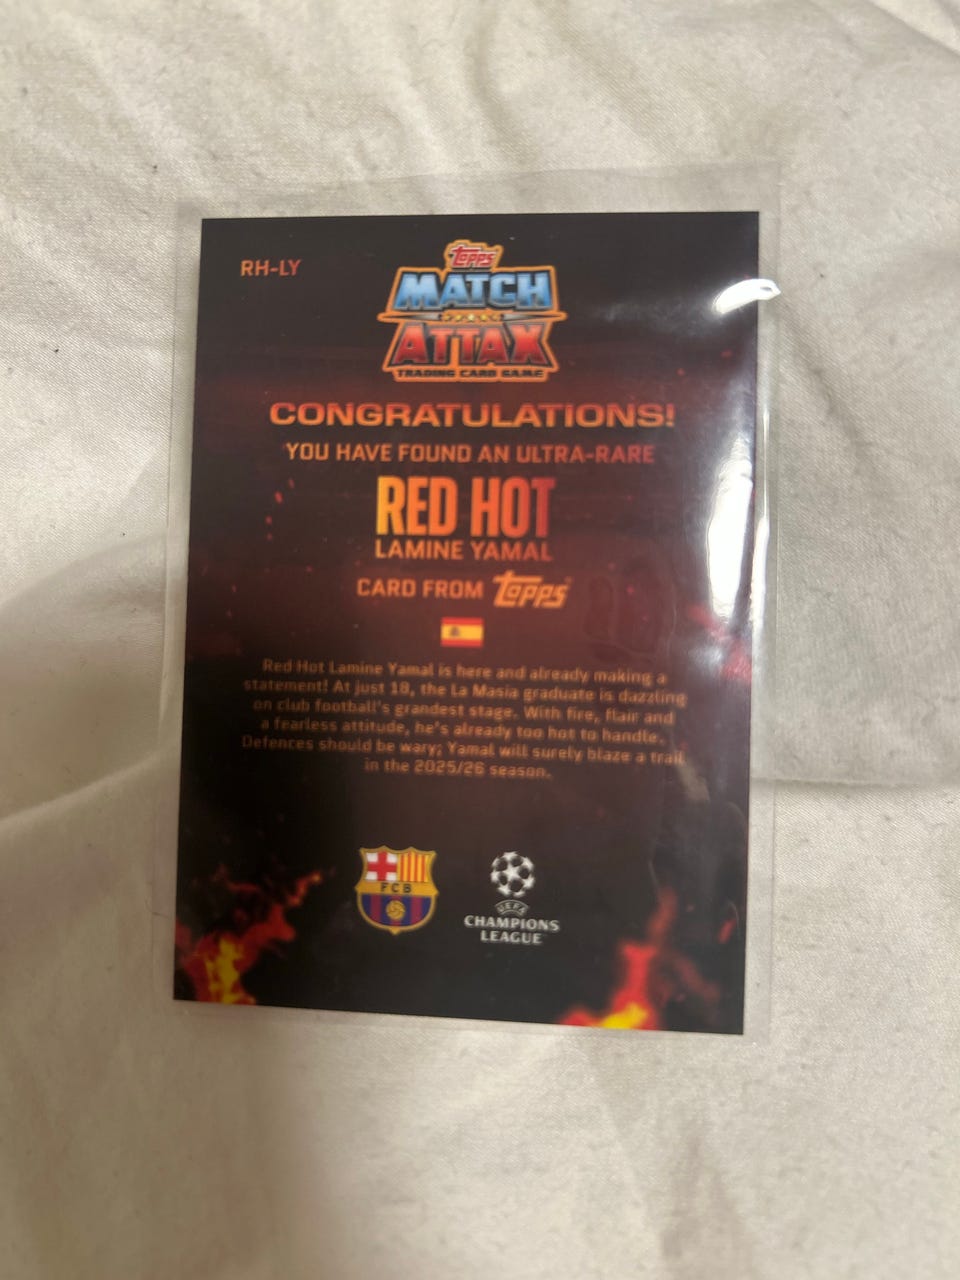 RH-LY
topps
MATCH
ATTAX
TRADING CARD GAME
CONGRATULATIONS!
YOU HAVE FOUND AN ULTRA-RARE
RED HOT
LAMINE YAMAL
CARD FROM topps
Red Hot Lamine Yamal is here and already making a
statement! At just 18, the La Masia graduate is dazzling
on club football's grandest stage. With fire, flair and
a fearless attitude, he's already too hot to handle.
Defences should be wary; Yamal will surely blaze a trail
in the 2025/26 season.
FCB
UEFA
CHAMPIONS
LEAGUE